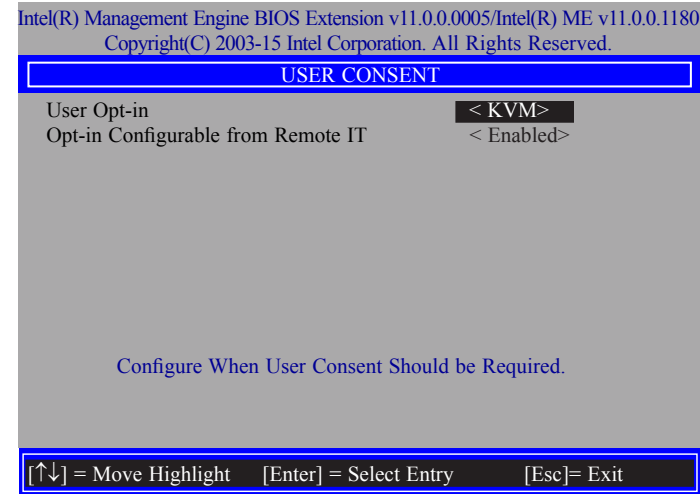 Intel(R) Management Engine BIOS Extension v11.0.0.0005/Intel(R) ME v11.0.0.1180
Copyright(C) 2003-15 Intel Corporation. All Rights Reserved.
USER CONSENT
User Opt-in < KVM>
Opt-in Configurable from Remote IT < Enabled>
Configure When User Consent Should be Required.
[↑↓] = Move Highlight [Enter] = Select Entry [Esc]= Exit